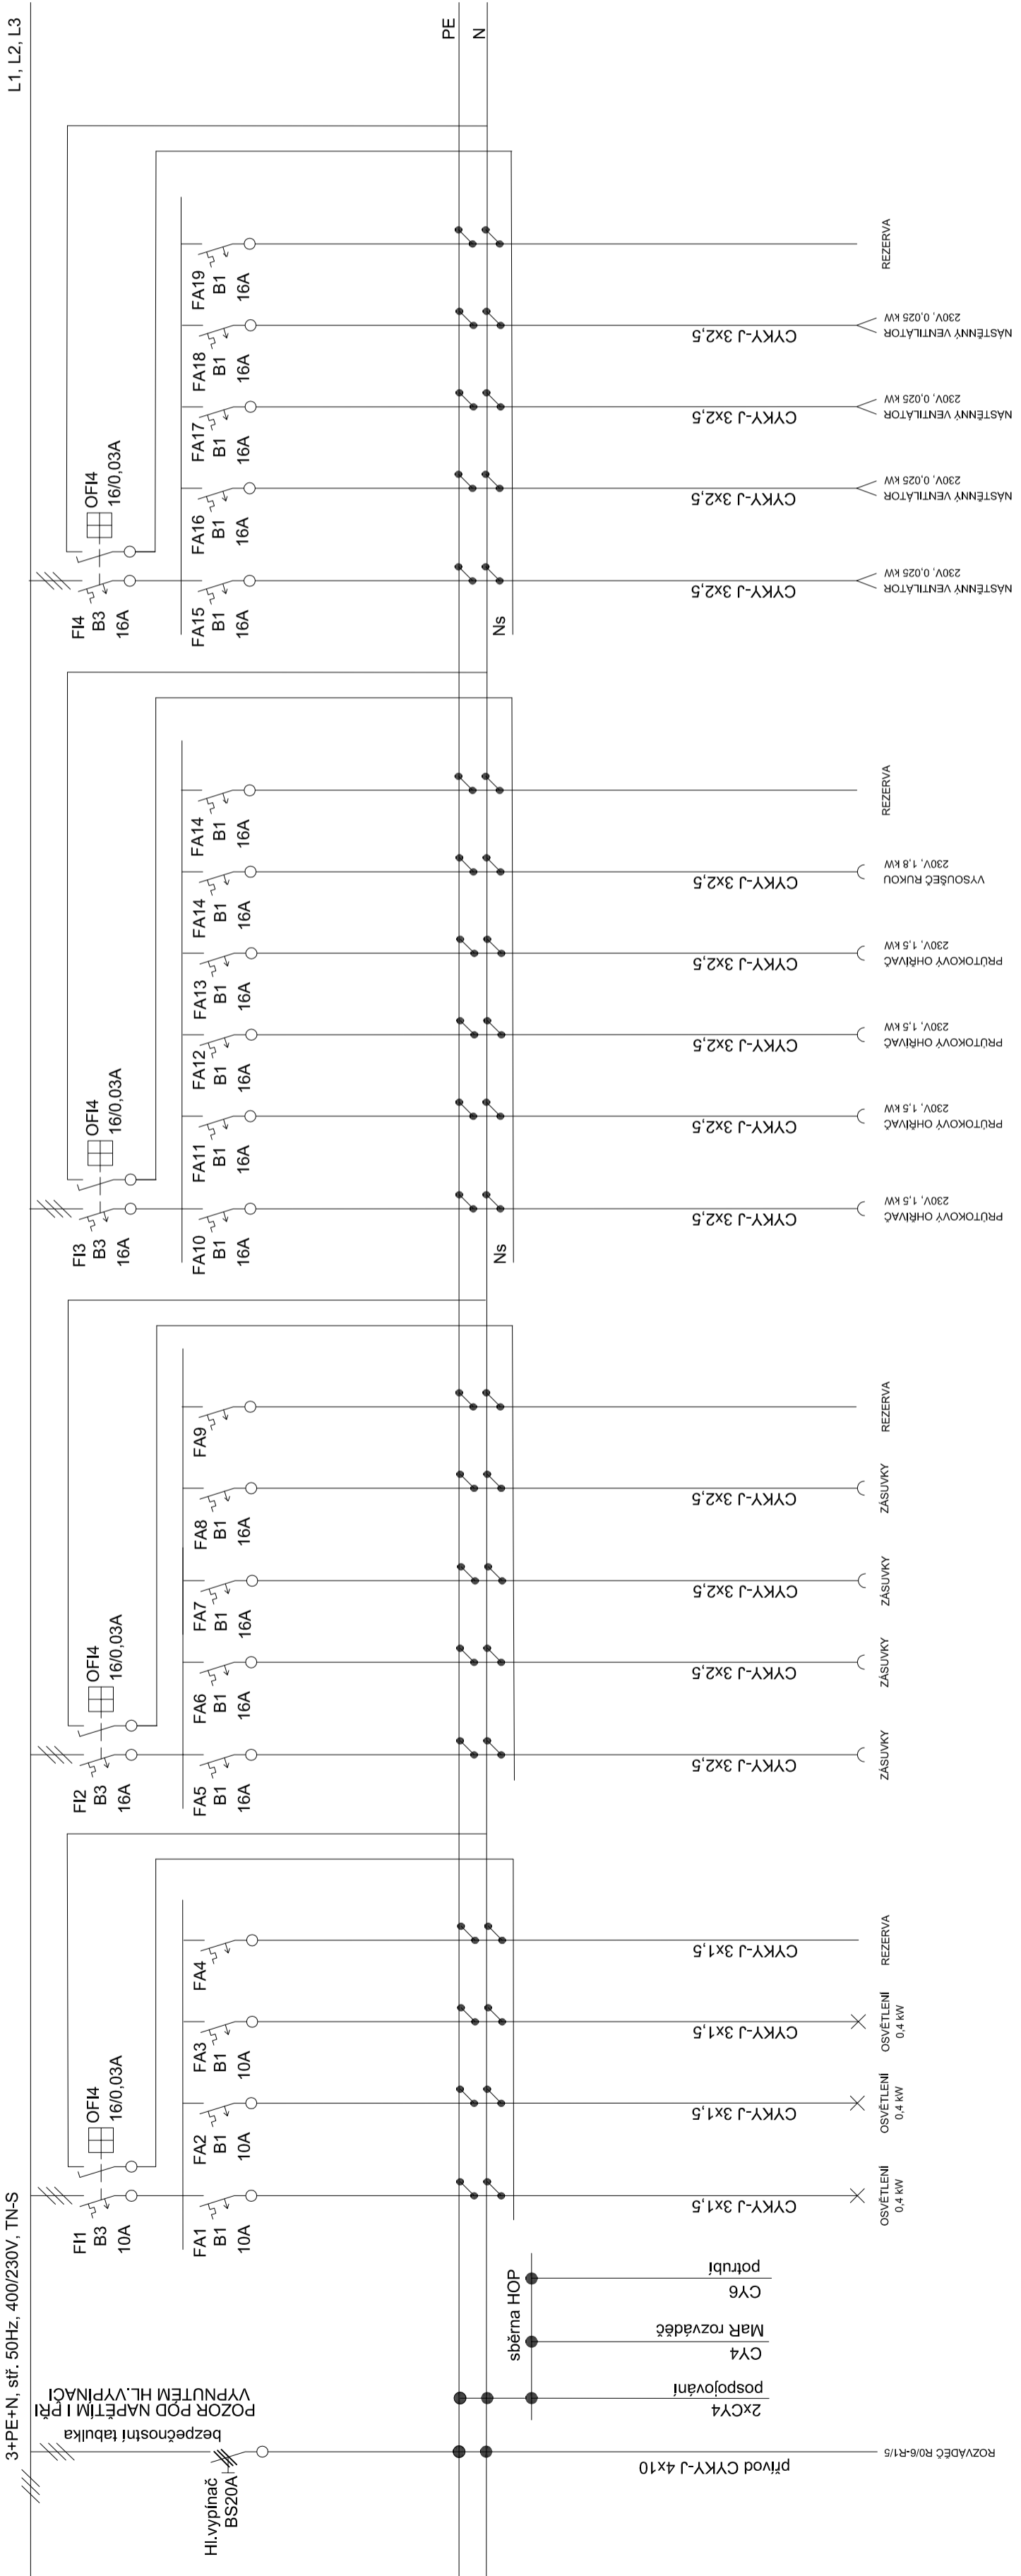 3+PE+N, stř. 50Hz, 400/230V, TN-S
L1, L2, L3
PE
N
Hl.vypínač
BS20A
bezpečnostní tabulka
POZOR POD NAPĚTÍM I PŘI
VYPNUTÉM HL.VYPÍNAČI
přívod CYKY-J 4x10
ROZVÁDĚČ R0/6-R1/5
sběrna HOP
2xCY4
pospojování
CY4
MaR rozváděč
CY6
potrubí
FI1
B3
10A
OFI4
16/0,03A
FA1
B1
10A
CYKY-J 3x1,5
OSVĚTLENÍ
0,4 kW
FA2
B1
10A
CYKY-J 3x1,5
OSVĚTLENÍ
0,4 kW
FA3
B1
10A
CYKY-J 3x1,5
OSVĚTLENÍ
0,4 kW
FA4
CYKY-J 3x1,5
REZERVA
FI2
B3
16A
OFI4
16/0,03A
FA5
B1
16A
CYKY-J 3x2,5
ZÁSUVKY
FA6
B1
16A
CYKY-J 3x2,5
ZÁSUVKY
FA7
B1
16A
CYKY-J 3x2,5
ZÁSUVKY
FA8
B1
16A
CYKY-J 3x2,5
ZÁSUVKY
FA9
REZERVA
FI3
B3
16A
OFI4
16/0,03A
Ns
FA10
B1
16A
CYKY-J 3x2,5
PRŮTOKOVÝ OHŘÍVAČ
230V, 1,5 kW
FA11
B1
16A
CYKY-J 3x2,5
PRŮTOKOVÝ OHŘÍVAČ
230V, 1,5 kW
FA12
B1
16A
CYKY-J 3x2,5
PRŮTOKOVÝ OHŘÍVAČ
230V, 1,5 kW
FA13
B1
16A
CYKY-J 3x2,5
PRŮTOKOVÝ OHŘÍVAČ
230V, 1,5 kW
FA14
B1
16A
CYKY-J 3x2,5
VYSOUŠEČ RUKOU
230V, 1,8 kW
FA14
B1
16A
REZERVA
FI4
B3
16A
OFI4
16/0,03A
Ns
FA15
B1
16A
CYKY-J 3x2,5
NÁSTĚNNÝ VENTILÁTOR
230V, 0,025 kW
FA16
B1
16A
CYKY-J 3x2,5
NÁSTĚNNÝ VENTILÁTOR
230V, 0,025 kW
FA17
B1
16A
CYKY-J 3x2,5
NÁSTĚNNÝ VENTILÁTOR
230V, 0,025 kW
FA18
B1
16A
CYKY-J 3x2,5
NÁSTĚNNÝ VENTILÁTOR
230V, 0,025 kW
FA19
B1
16A
REZERVA